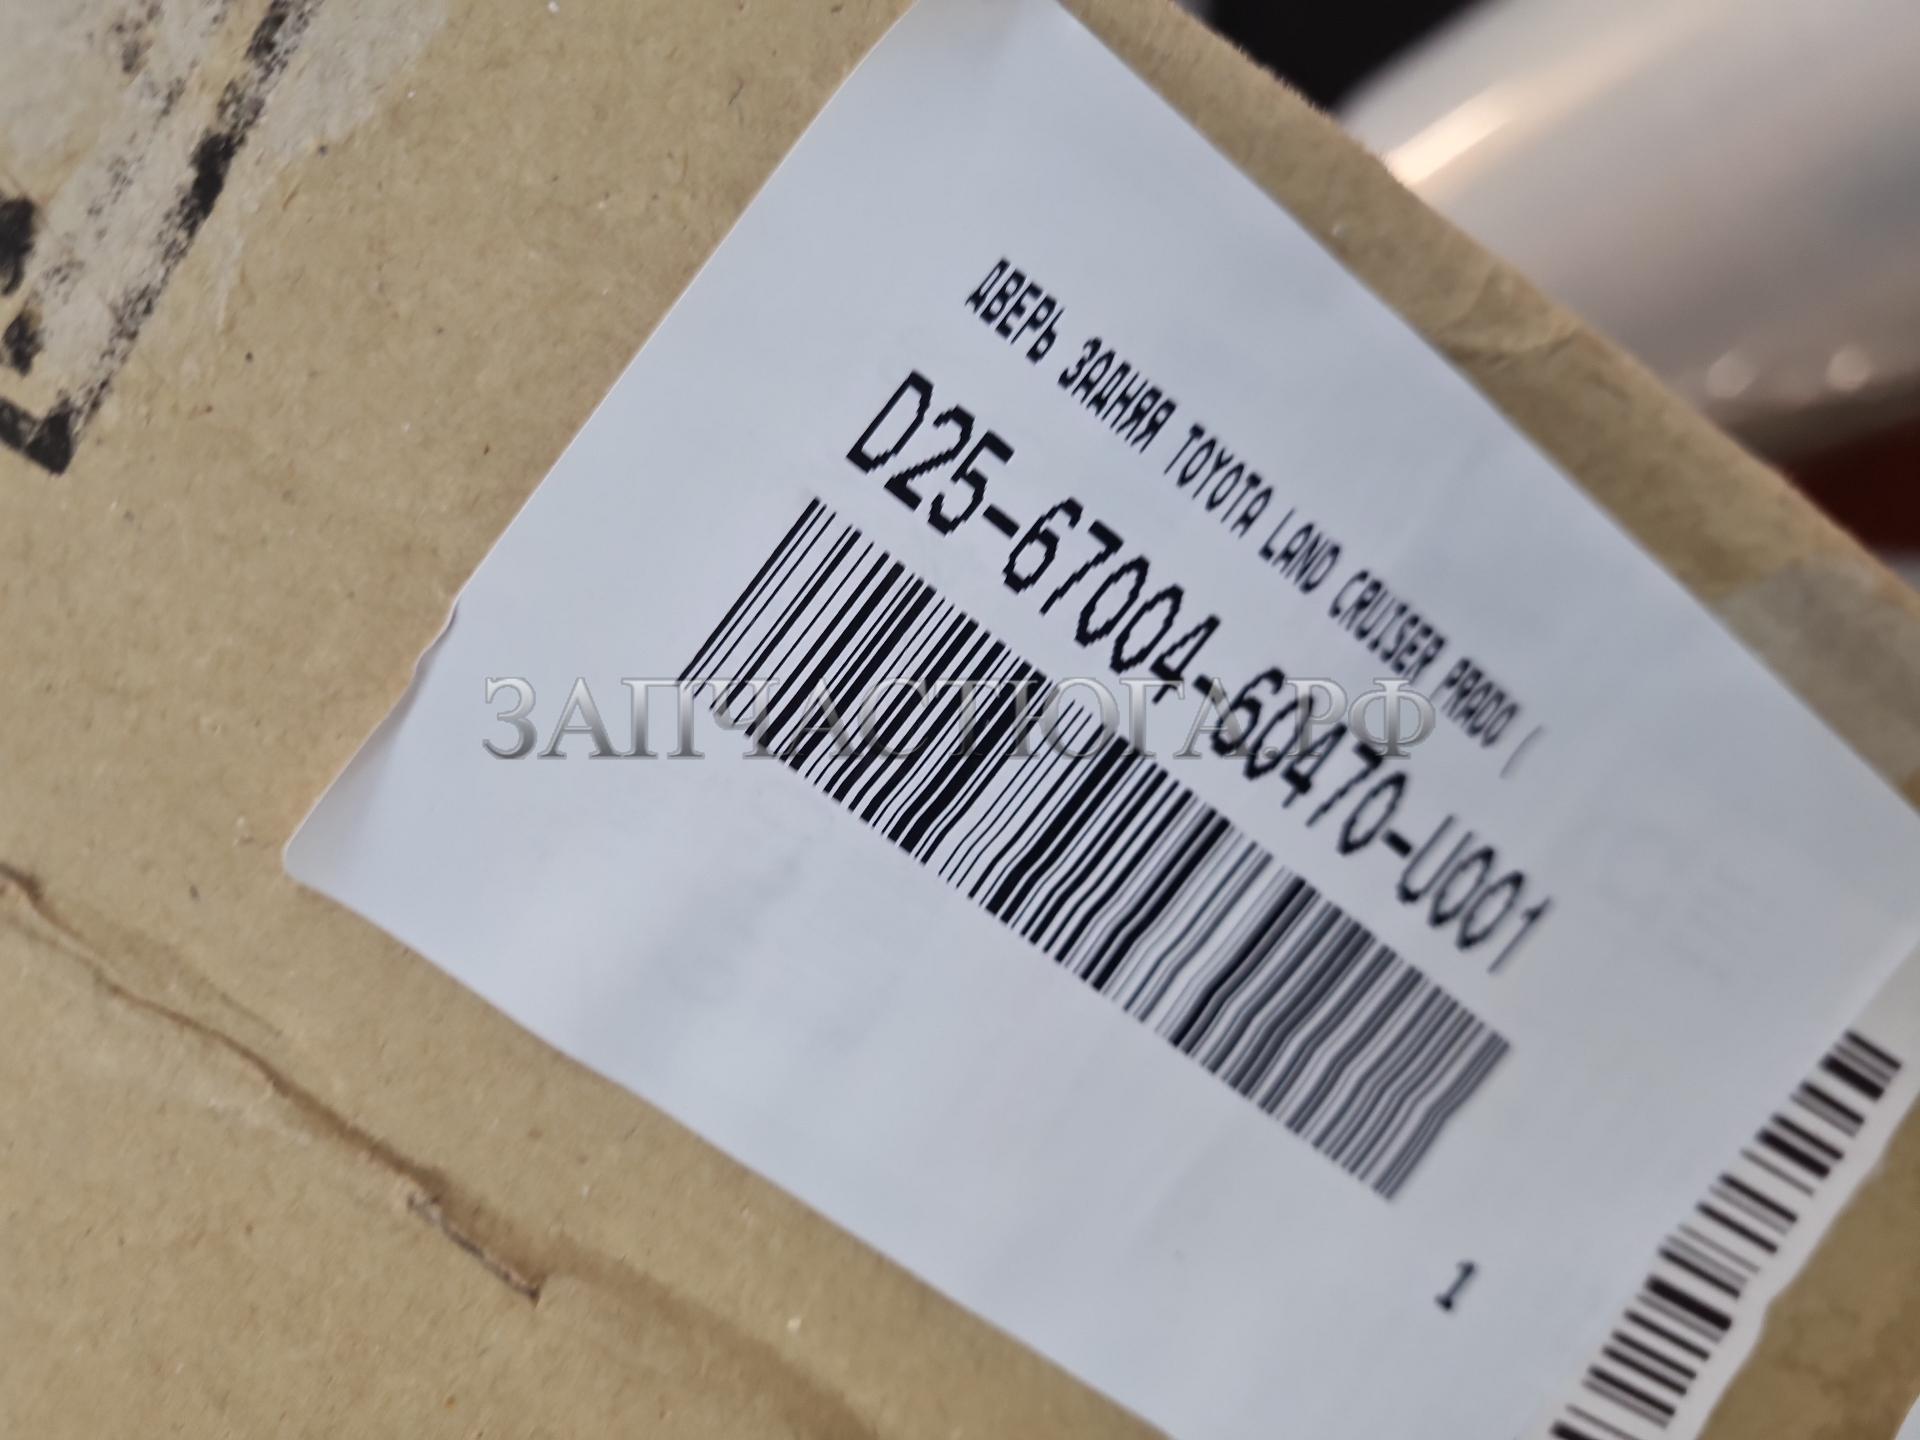 ДВЕРЬ ЗАДНЯЯ TOYOTA LAND CRUISER PRADO (
D25-67004-60470-U001
ЗАПЧАСТЮГА.РФ
1